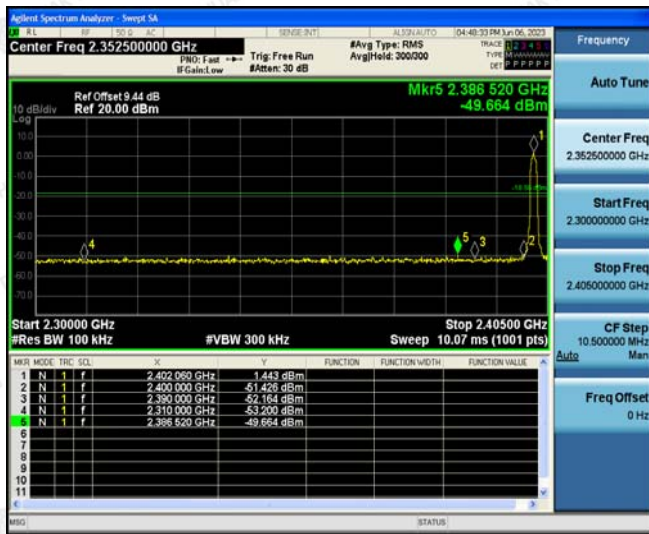 Agilent Spectrum Analyzer - Swept SA
RL RF 50 Ω AC SENSE:INT ALIGNAUTO 04:40:33 PM Jun 06, 2023
Center Freq 2.352500000 GHz
#Avg Type: RMS
TRACE 1 2 3 4 5 6
PNO: Fast
Trig: Free Run
Avg|Hold: 300/300
TYPE
IFGain:Low
#Atten: 30 dB
DET P P P P P P
Ref Offset 9.44 dB
Mkr5 2.386 520 GHz
10 dB/div Ref 20.00 dBm
-49.664 dBm
Log
10.0
0.00
-10.0
-20.0
-30.0
-40.0
-50.0
-60.0
-70.0
1
2
3
4
5
Start 2.30000 GHz
Stop 2.40500 GHz
#Res BW 100 kHz
#VBW 300 kHz
Sweep 10.07 ms (1001 pts)
MKR MODE TRC SCL X Y FUNCTION FUNCTION WIDTH FUNCTION VALUE
1 N 1 f 2.402 060 GHz 1.443 dBm
2 N 1 f 2.400 000 GHz -51.426 dBm
3 N 1 f 2.390 000 GHz -52.164 dBm
4 N 1 f 2.310 000 GHz -53.200 dBm
5 N 1 f 2.386 520 GHz -49.664 dBm
6
7
8
9
10
11
MSG
STATUS
Frequency
Auto Tune
Center Freq
2.352500000 GHz
Start Freq
2.300000000 GHz
Stop Freq
2.405000000 GHz
CF Step
10.500000 MHz
Auto Man
Freq Offset
0 Hz